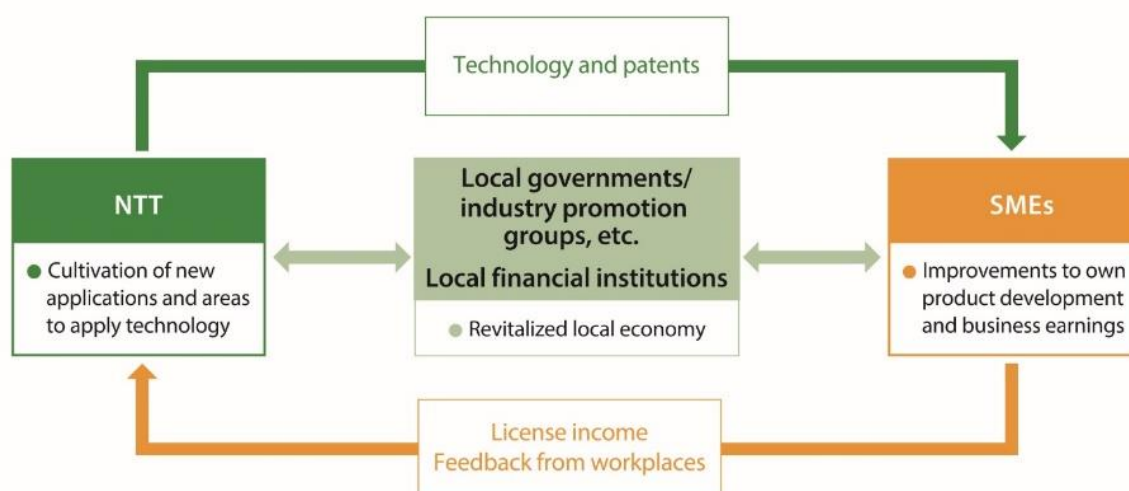 Technology and patents
NTT
● Cultivation of new
applications and areas
to apply technology
Local governments/
industry promotion
groups, etc.
Local financial institutions
● Revitalized local economy
SMEs
● Improvements to own
product development
and business earnings
License income
Feedback from workplaces